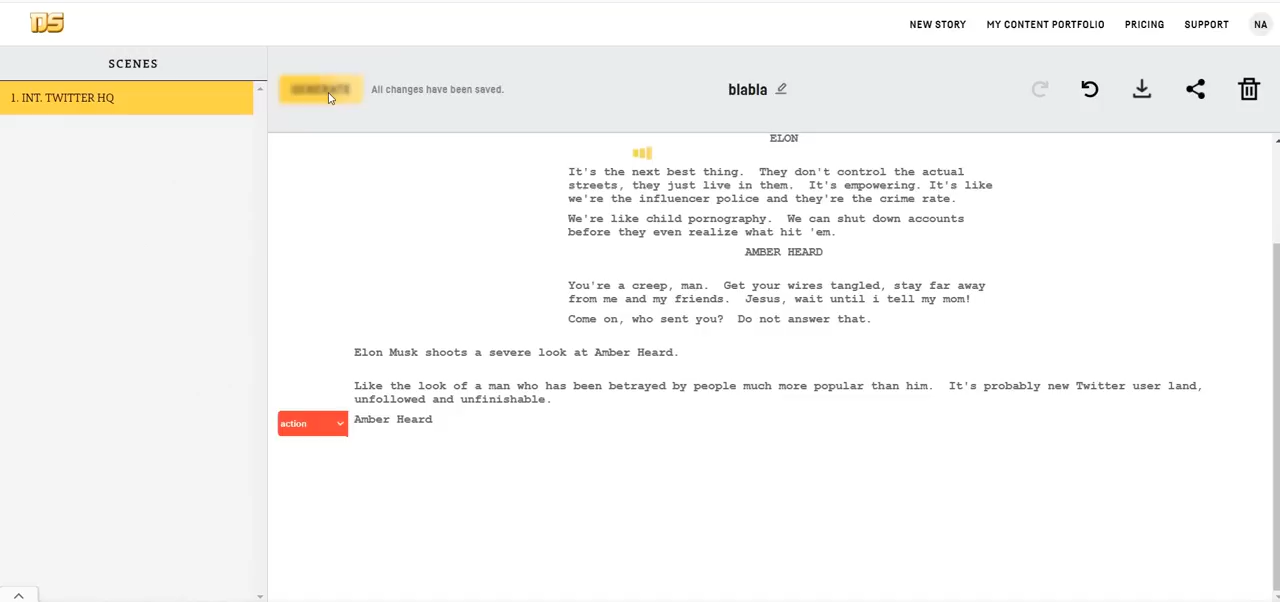 DS
NEW STORY MY CONTENT PORTFOLIO PRICING SUPPORT NA
SCENES
1. INT. TWITTER HQ
GENERATE All changes have been saved. blabla
ELON
It's the next best thing. They don't control the actual
streets, they just live in them. It's empowering. It's like
we're the influencer police and they're the crime rate.
We're like child pornography. We can shut down accounts
before they even realize what hit 'em.
AMBER HEARD
You're a creep, man. Get your wires tangled, stay far away
from me and my friends. Jesus, wait until i tell my mom!
Come on, who sent you? Do not answer that.
Elon Musk shoots a severe look at Amber Heard.
Like the look of a man who has been betrayed by people much more popular than him. It's probably new Twitter user land,
unfollowed and unfinishable.
action Amber Heard